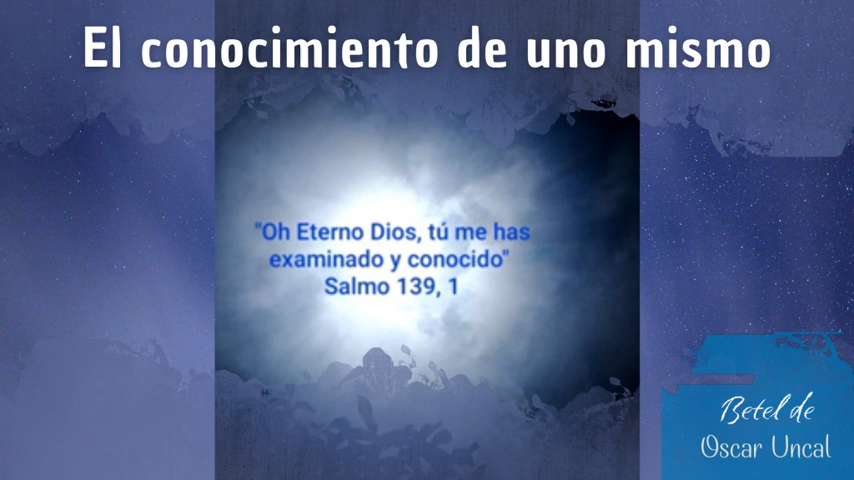 El conocimiento de uno mismo
"Oh Eterno Dios, tú me has
examinado y conocido"
Salmo 139, 1
Betel de
Oscar Uncal